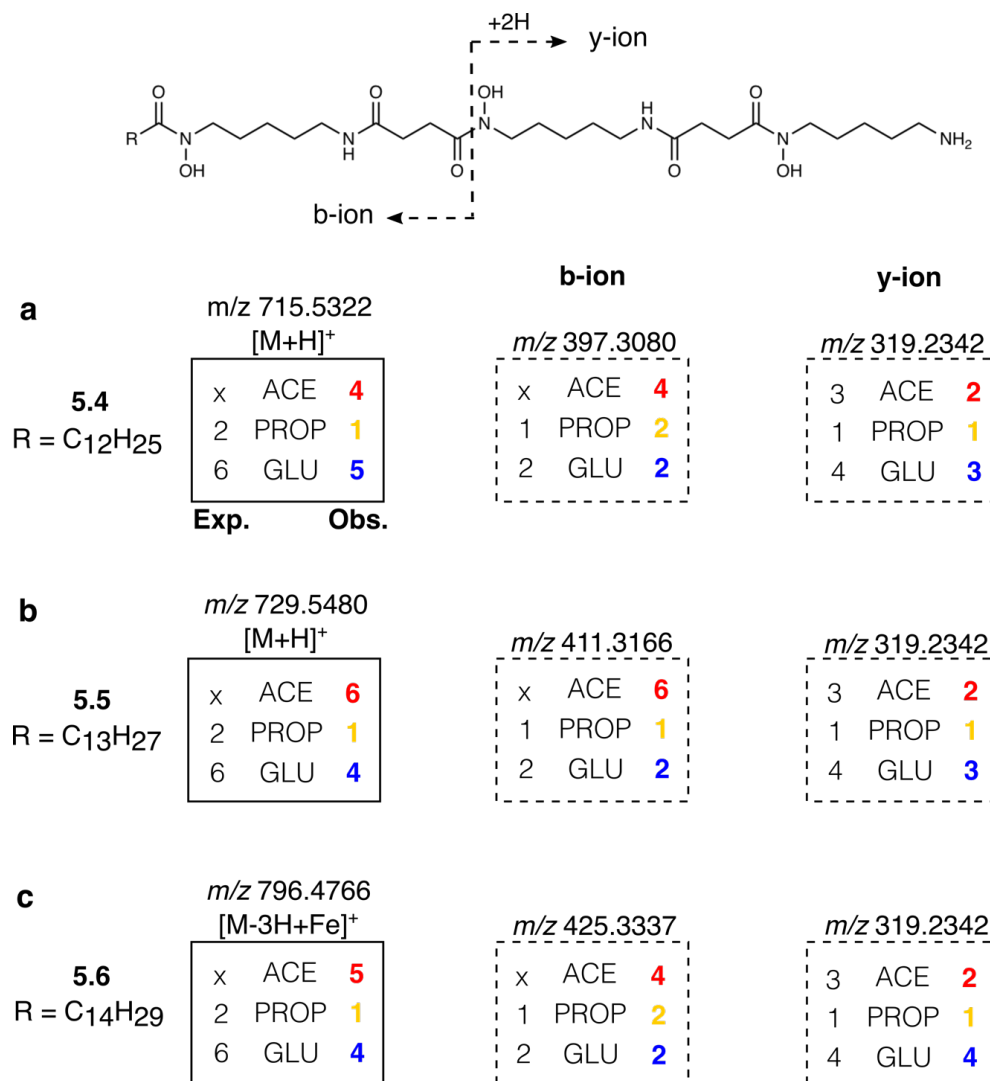 +2H
y-ion
O
R
N
OH
N
H
O
O
OH
N
H
N
O
O
N
OH
NH2
b-ion
b-ion
y-ion
a
m/z 715.5322
[M+H]+
m/z 397.3080
m/z 319.2342
5.4
R = C12H25
x ACE 4
2 PROP 1
6 GLU 5
x ACE 4
1 PROP 2
2 GLU 2
3 ACE 2
1 PROP 1
4 GLU 3
Exp. Obs.
b
m/z 729.5480
[M+H]+
m/z 411.3166
m/z 319.2342
5.5
R = C13H27
x ACE 6
2 PROP 1
6 GLU 4
x ACE 6
1 PROP 1
2 GLU 2
3 ACE 2
1 PROP 1
4 GLU 3
c
m/z 796.4766
[M-3H+Fe]+
m/z 425.3337
m/z 319.2342
5.6
R = C14H29
x ACE 5
2 PROP 1
6 GLU 4
x ACE 4
1 PROP 2
2 GLU 2
3 ACE 2
1 PROP 1
4 GLU 4